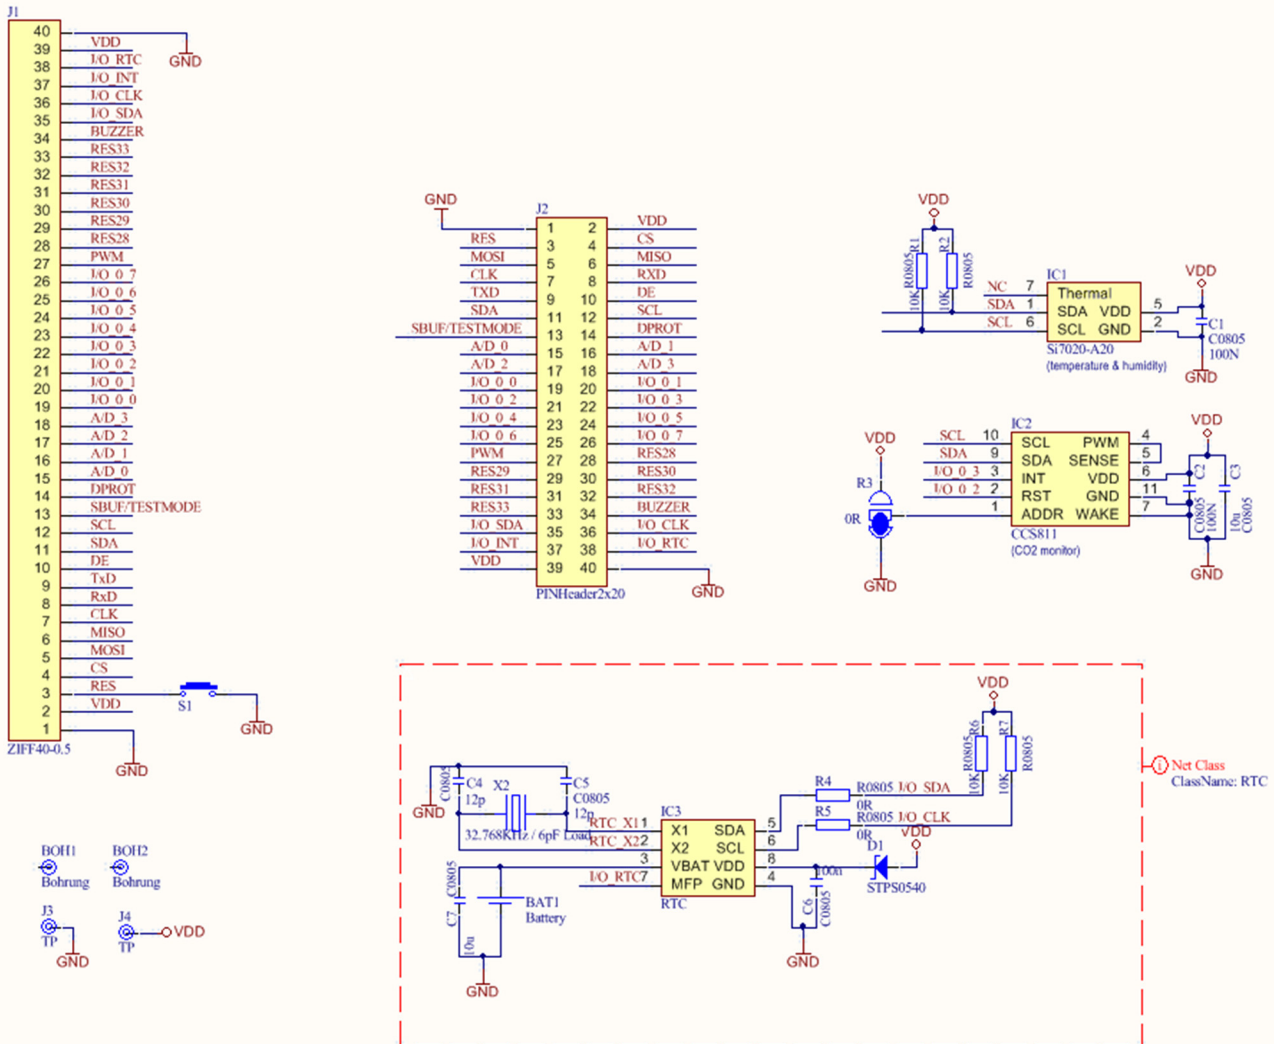 J1
40
VDD
39
I/O_RTC
38
I/O_INT
37
I/O_CLK
36
I/O_SDA
35
BUZZER
34
RES33
33
RES32
32
RES31
31
RES30
30
RES29
29
RES28
28
PWM
27
I/O_0_7
26
I/O_0_6
25
I/O_0_5
24
I/O_0_4
23
I/O_0_3
22
I/O_0_2
21
I/O_0_1
20
I/O_0_0
19
A/D_3
18
A/D_2
17
A/D_1
16
A/D_0
15
DPROT
14
SBUF/TESTMODE
13
SCL
12
SDA
11
DE
10
TxD
9
RxD
8
CLK
7
MISO
6
MOSI
5
CS
4
RES
3
VDD
2
1
ZIFF40-0.5
GND
S1
GND
GND
GND
J2
1 2 VDD
RES 3 4 CS
MOSI 5 6 MISO
CLK 7 8 RXD
TXD 9 10 DE
SDA 11 12 SCL
SBUF/TESTMODE 13 14 DPROT
A/D_0 15 16 A/D_1
A/D_2 17 18 A/D_3
I/O_0_0 19 20 I/O_0_1
I/O_0_2 21 22 I/O_0_3
I/O_0_4 23 24 I/O_0_5
I/O_0_6 25 26 I/O_0_7
PWM 27 28 RES28
RES29 29 30 RES30
RES31 31 32 RES32
RES33 33 34 BUZZER
I/O_SDA 35 36 I/O_CLK
I/O_INT 37 38 I/O_RTC
VDD 39 40
PINHeader2x20
GND
VDD
R1
R0805
10K
R2
R0805
10K
IC1
NC 7 Thermal
SDA 1 SDA VDD 5
SCL 6 SCL GND 2
Si7020-A20
(temperature & humidity)
VDD
C1
C0805
100N
GND
VDD
R3
0R
GND
IC2
SCL 10 SCL PWM 4
SDA 9 SDA SENSE 5
I/O_0_3 3 INT VDD 6
I/O_0_2 2 RST GND 11
1 ADDR WAKE 7
CCS811
(CO2 monitor)
VDD
C2
C0805
100N
C3
10u
C0805
GND
Net Class
ClassName: RTC
VDD
R6
R0805
10K
R7
R0805
10K
R4
R0805 I/O_SDA
0R
R5
R0805 I/O_CLK
0R
VDD
D1
STPS0540
GND
C0805
C4
12p
X2
C5
C0805
12p
32.768KHz / 6pF Load
IC3
RTC_X1 1 X1 SDA 5
RTC_X2 2 X2 SCL 6
3 VBAT VDD 8
I/O_RTC 7 MFP GND 4
RTC
100n
C6
C0805
GND
C0805
C7
10u
BAT1
Battery
GND
BOH1
Bohrung
BOH2
Bohrung
J3
TP
GND
J4
TP
VDD